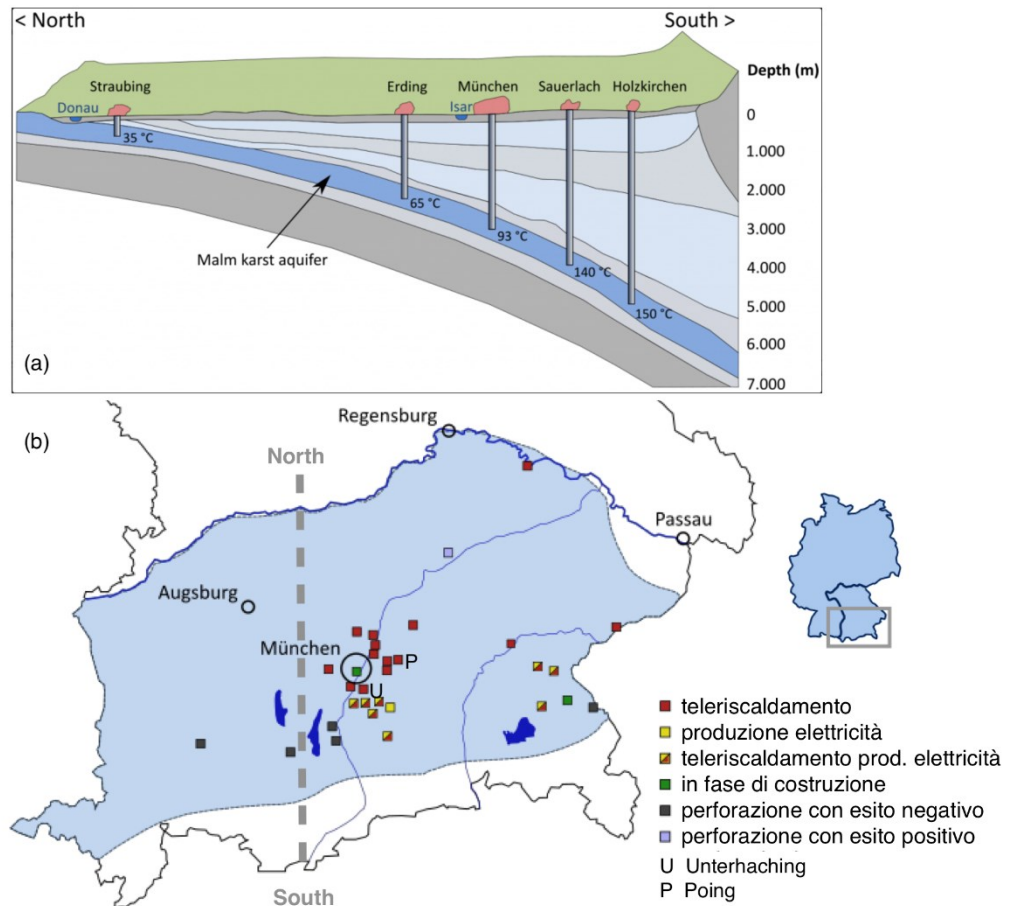 < North
South >
Depth (m)
Straubing
Erding
München
Sauerlach
Holzkirchen
Donau
Isar
0
35 °C
1.000
2.000
65 °C
93 °C
3.000
Malm karst aquifer
140 °C
4.000
150 °C
5.000
6.000
(a)
7.000
(b)
Regensburg
North
Passau
Augsburg
München
P
U
South
teleriscaldamento
produzione elettricità
teleriscaldamento prod. elettricità
in fase di costruzione
perforazione con esito negativo
perforazione con esito positivo
U Unterhaching
P Poing